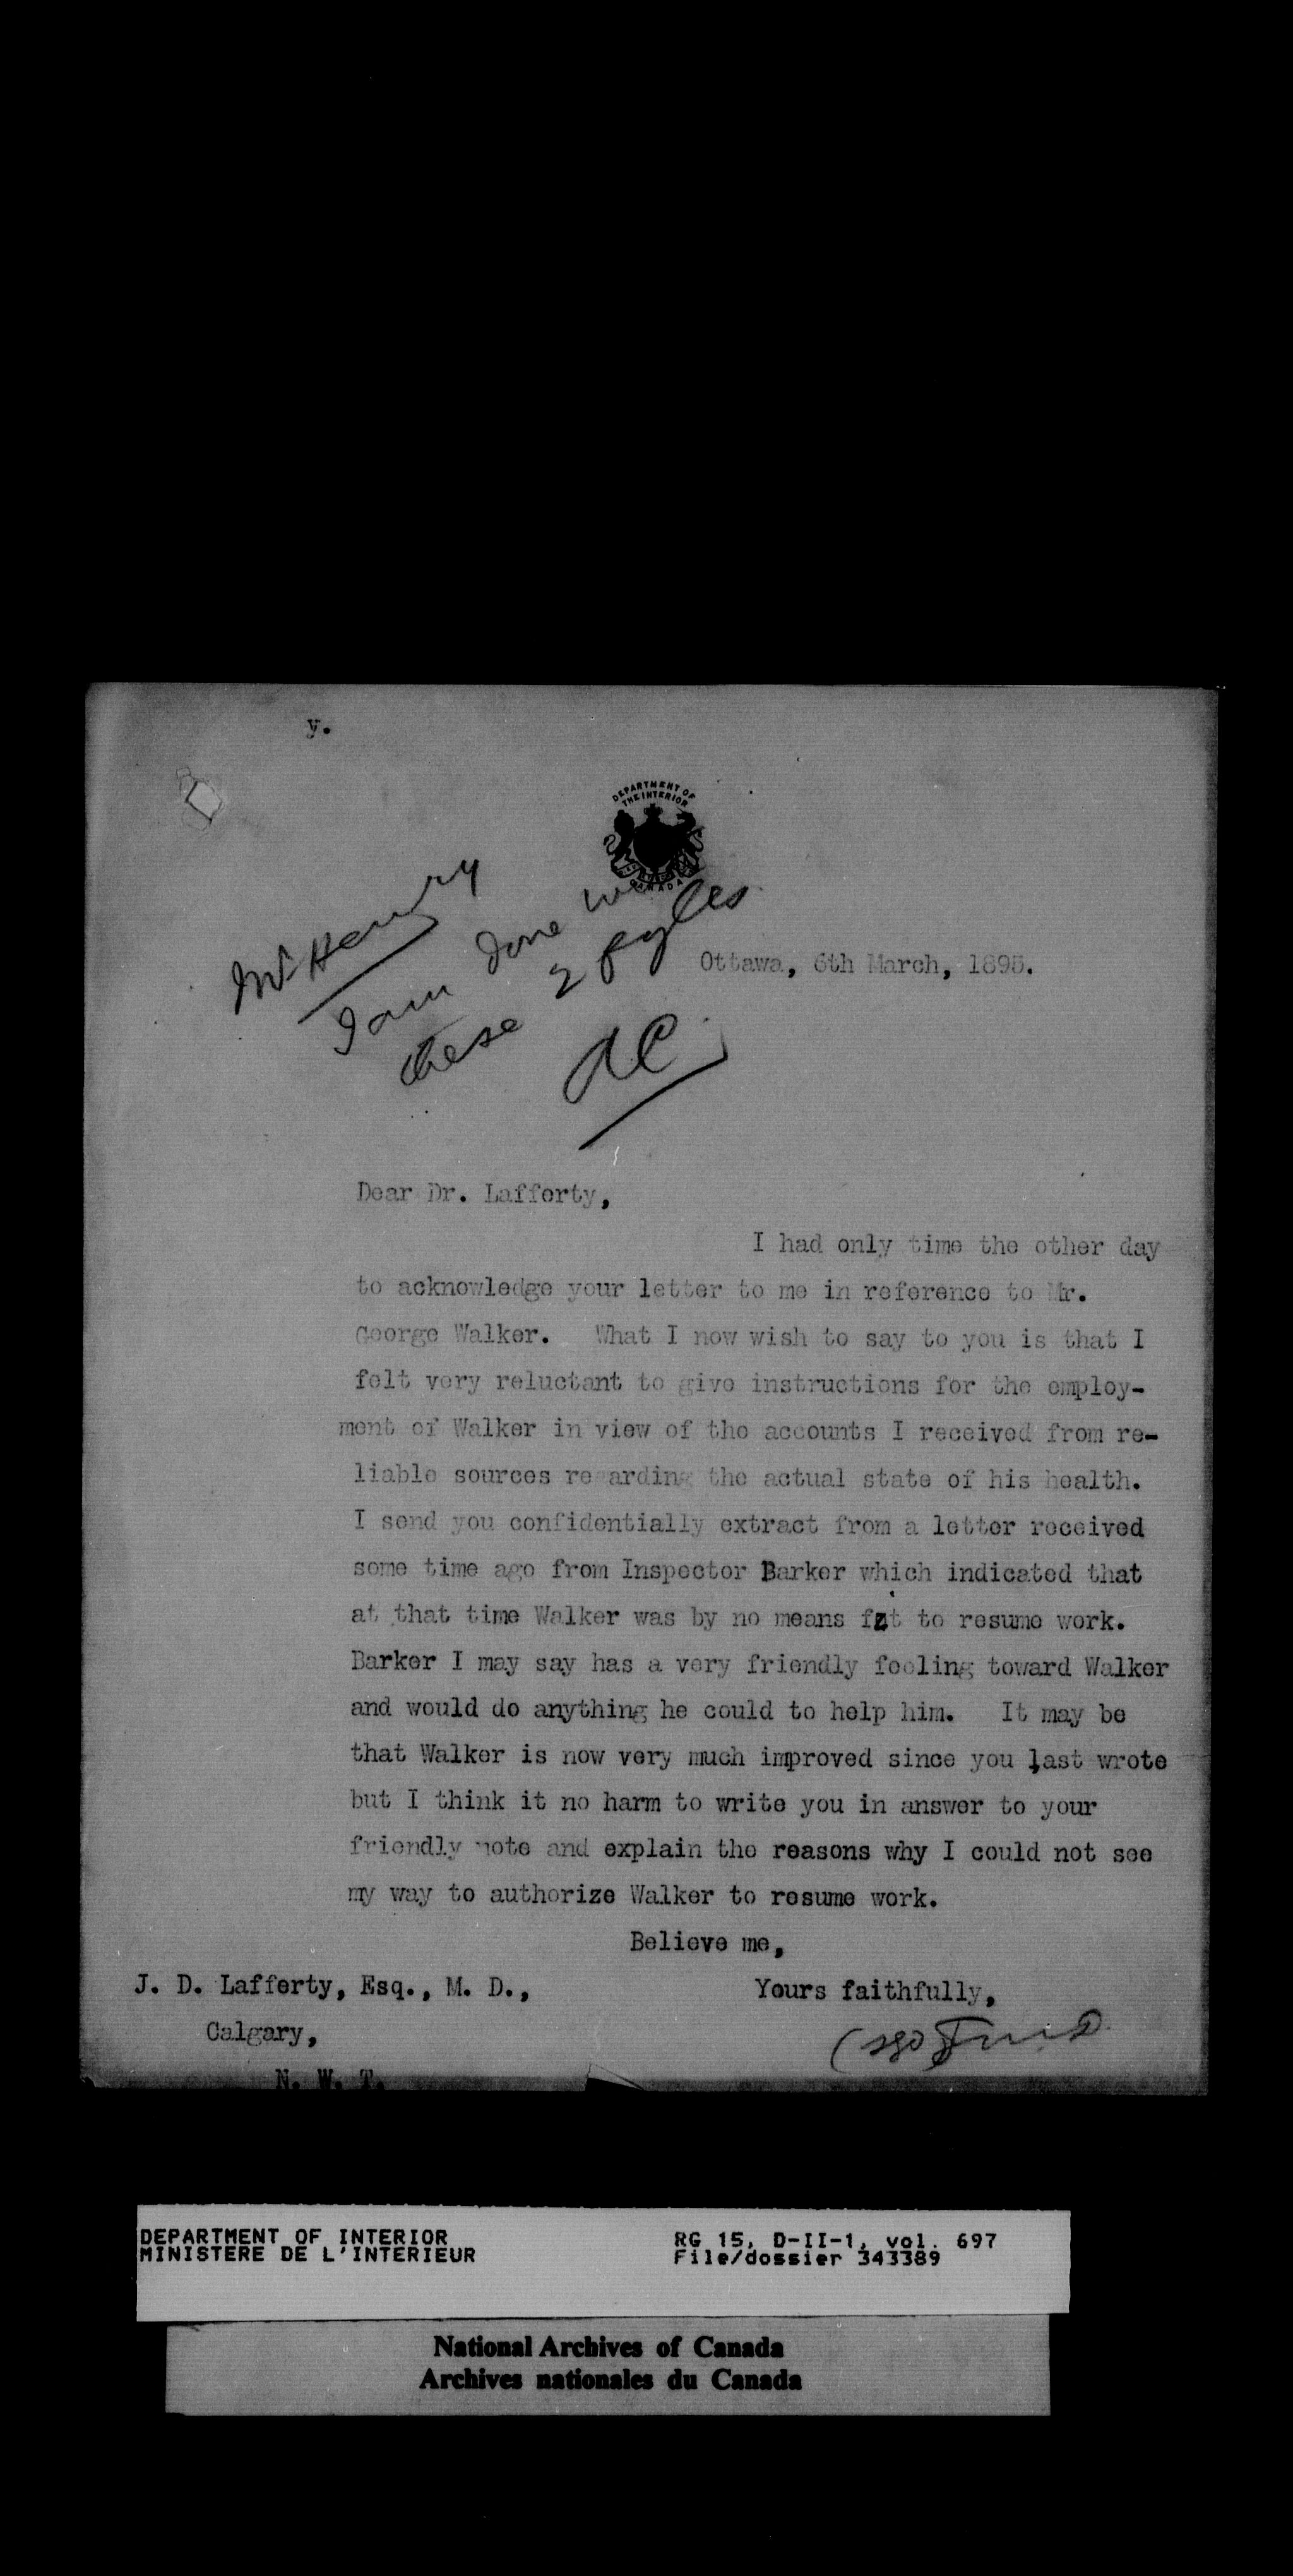 y.
DEPARTMENT OF
THE INTERIOR
CANADA
Mr Henry
I am done with
these 2 fyles
Ottawa, 6th March, 1895.
Dear Dr. Lafferty,
I had only time the other day
to acknowledge your letter to me in reference to Mr.
George Walker. What I now wish to say to you is that I
felt very reluctant to give instructions for the employ-
ment of Walker in view of the accounts I received from re-
liable sources regarding the actual state of his health.
I send you confidentially extract from a letter received
some time ago from Inspector Barker which indicated that
at that time Walker was by no means fit to resume work.
Barker I may say has a very friendly feeling toward Walker
and would do anything he could to help him. It may be
that Walker is now very much improved since you last wrote
but I think it no harm to write you in answer to your
friendly note and explain the reasons why I could not see
my way to authorize Walker to resume work.
Believe me,
Yours faithfully,
J. D. Lafferty, Esq., M. D.,
Calgary,
N. W. T.
DEPARTMENT OF INTERIOR
MINISTERE DE L'INTERIEUR
RG 15, D-II-1, vol. 697
File/dossier 343389
National Archives of Canada
Archives nationales du Canada